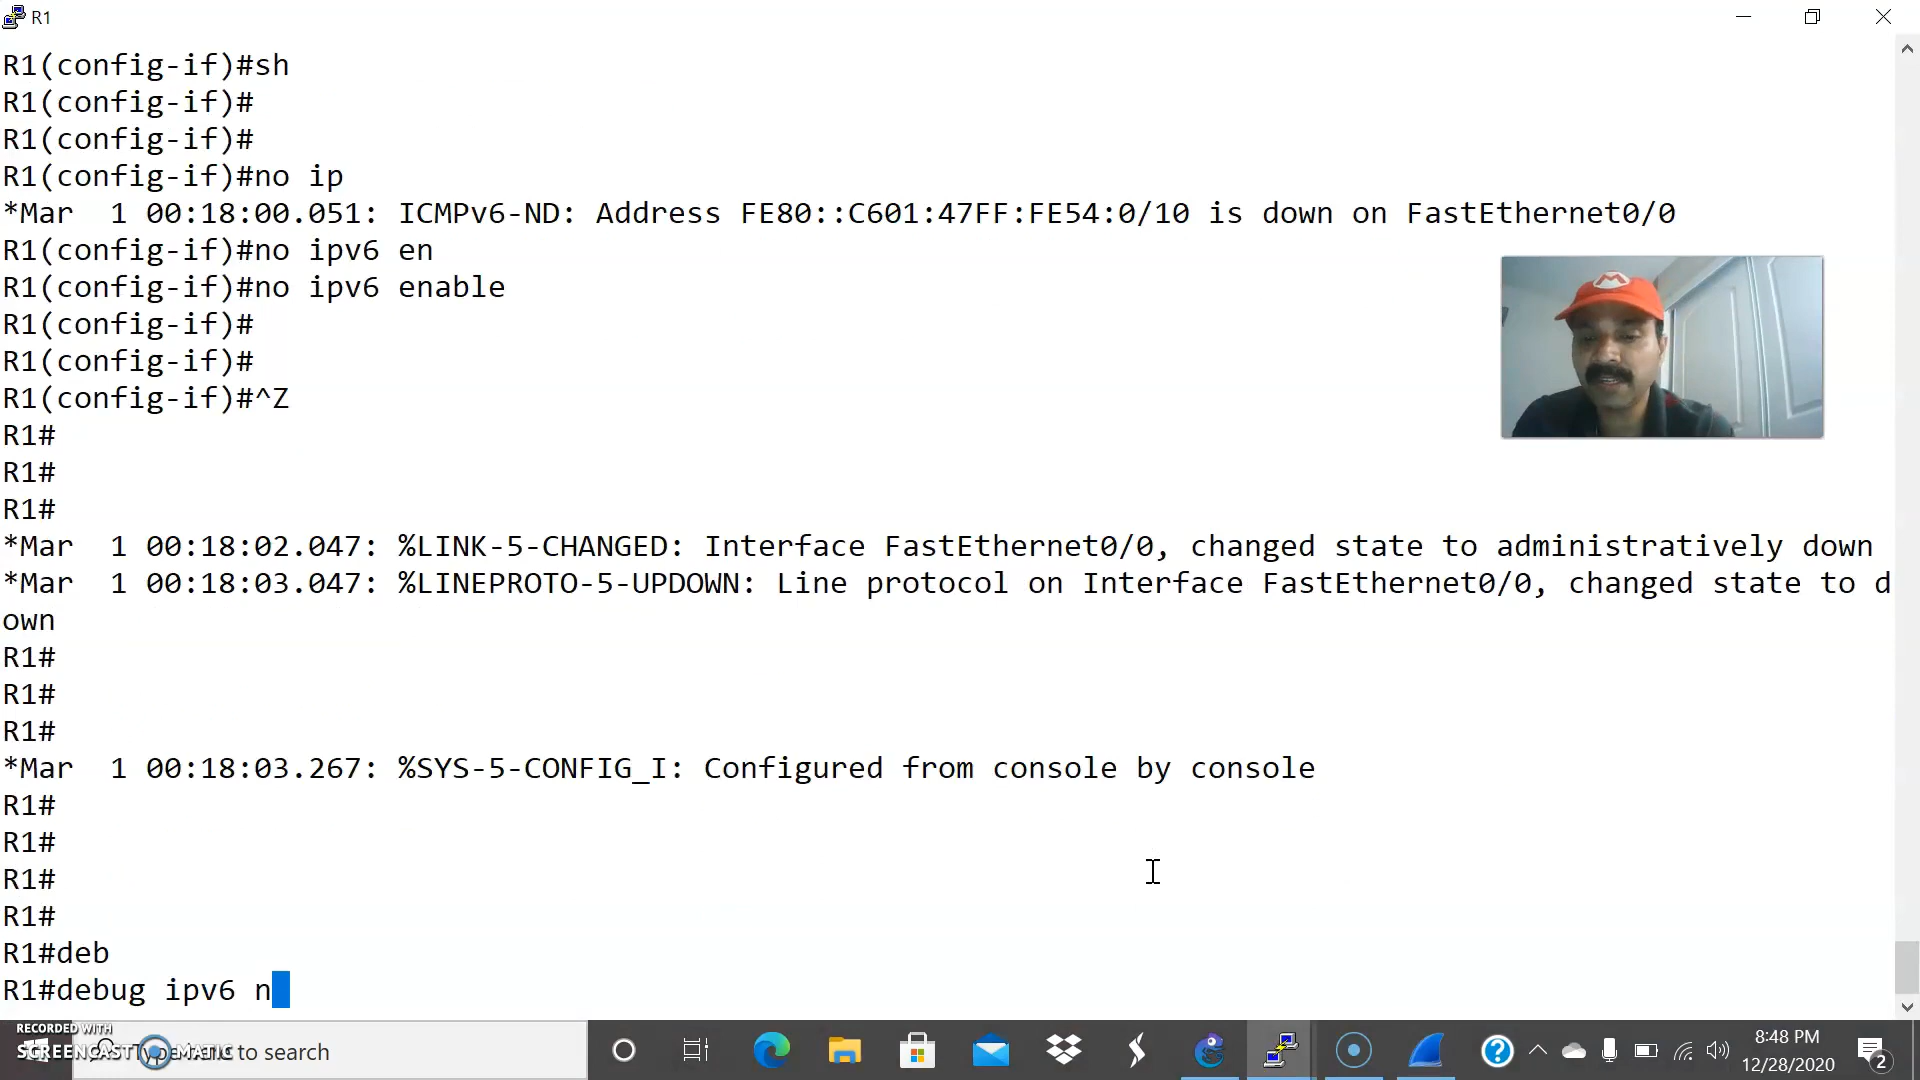 R1
R1(config-if)#sh
R1(config-if)#
R1(config-if)#
R1(config-if)#no ip
*Mar  1 00:18:00.051: ICMPv6-ND: Address FE80::C601:47FF:FE54:0/10 is down on FastEthernet0/0
R1(config-if)#no ipv6 en
R1(config-if)#no ipv6 enable
R1(config-if)#
R1(config-if)#
R1(config-if)#^Z
R1#
R1#
R1#
*Mar  1 00:18:02.047: %LINK-5-CHANGED: Interface FastEthernet0/0, changed state to administratively down
*Mar  1 00:18:03.047: %LINEPROTO-5-UPDOWN: Line protocol on Interface FastEthernet0/0, changed state to d
own
R1#
R1#
R1#
*Mar  1 00:18:03.267: %SYS-5-CONFIG_I: Configured from console by console
R1#
R1#
R1#
R1#
R1#deb
R1#debug ipv6 n
RECORDED WITH
SCREENCAST MATIC
to search
8:48 PM
12/28/2020
2
M